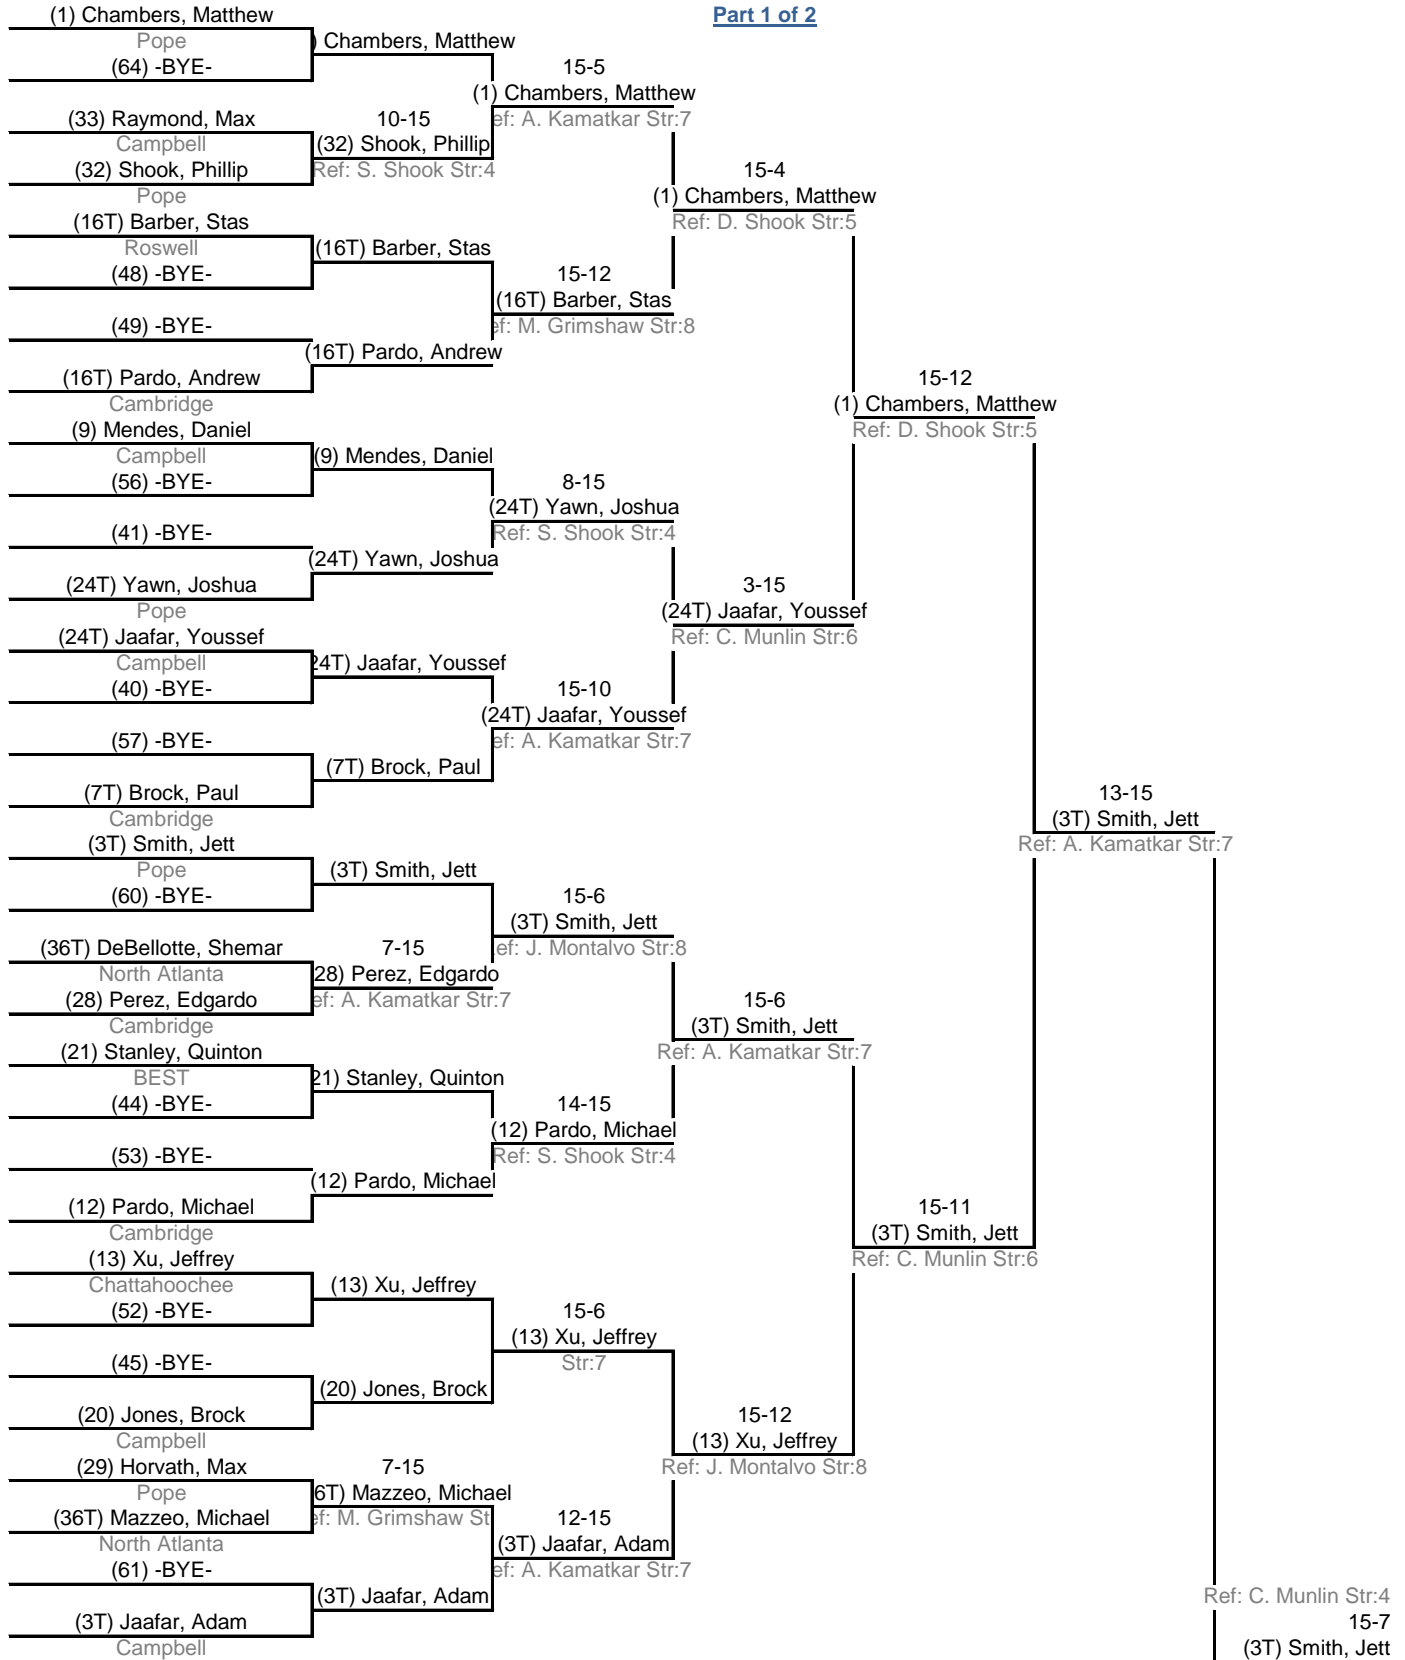 Part 1 of 2
(1) Chambers, Matthew
Pope
(64) -BYE-
(33) Raymond, Max
Campbell
(32) Shook, Phillip
Pope
(16T) Barber, Stas
Roswell
(48) -BYE-
(49) -BYE-
(16T) Pardo, Andrew
Cambridge
(9) Mendes, Daniel
Campbell
(56) -BYE-
(41) -BYE-
(24T) Yawn, Joshua
Pope
(24T) Jaafar, Youssef
Campbell
(40) -BYE-
(57) -BYE-
(7T) Brock, Paul
Cambridge
(3T) Smith, Jett
Pope
(60) -BYE-
(36T) DeBellotte, Shemar
North Atlanta
(28) Perez, Edgardo
Cambridge
(21) Stanley, Quinton
BEST
(44) -BYE-
(53) -BYE-
(12) Pardo, Michael
Cambridge
(13) Xu, Jeffrey
Chattahoochee
(52) -BYE-
(45) -BYE-
(20) Jones, Brock
Campbell
(29) Horvath, Max
Pope
(36T) Mazzeo, Michael
North Atlanta
(61) -BYE-
(3T) Jaafar, Adam
Campbell
) Chambers, Matthew
10-15
(32) Shook, Phillip
Ref: S. Shook Str:4
(16T) Barber, Stas
(16T) Pardo, Andrew
(9) Mendes, Daniel
(24T) Yawn, Joshua
24T) Jaafar, Youssef
(7T) Brock, Paul
(3T) Smith, Jett
7-15
28) Perez, Edgardo
ef: A. Kamatkar Str:7
21) Stanley, Quinton
(12) Pardo, Michael
(13) Xu, Jeffrey
(20) Jones, Brock
7-15
6T) Mazzeo, Michael
ef: M. Grimshaw St
(3T) Jaafar, Adam
15-5
(1) Chambers, Matthew
ef: A. Kamatkar Str:7
15-12
(16T) Barber, Stas
ef: M. Grimshaw Str:8
8-15
(24T) Yawn, Joshua
Ref: S. Shook Str:4
15-10
(24T) Jaafar, Youssef
ef: A. Kamatkar Str:7
15-6
(3T) Smith, Jett
ef: J. Montalvo Str:8
14-15
(12) Pardo, Michael
Ref: S. Shook Str:4
15-6
(13) Xu, Jeffrey
Str:7
12-15
(3T) Jaafar, Adam
ef: A. Kamatkar Str:7
15-4
(1) Chambers, Matthew
Ref: D. Shook Str:5
3-15
(24T) Jaafar, Youssef
Ref: C. Munlin Str:6
15-6
(3T) Smith, Jett
Ref: A. Kamatkar Str:7
15-12
(13) Xu, Jeffrey
Ref: J. Montalvo Str:8
15-12
(1) Chambers, Matthew
Ref: D. Shook Str:5
15-11
(3T) Smith, Jett
Ref: C. Munlin Str:6
13-15
(3T) Smith, Jett
Ref: A. Kamatkar Str:7
Ref: C. Munlin Str:4
15-7
(3T) Smith, Jett